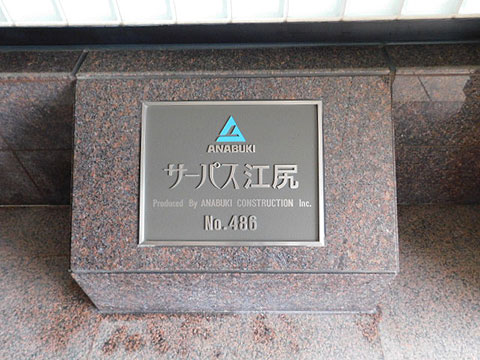 ANABUKI
サーパス江尻
Produced By ANABUKI CONSTRUCTION Inc.
No.486